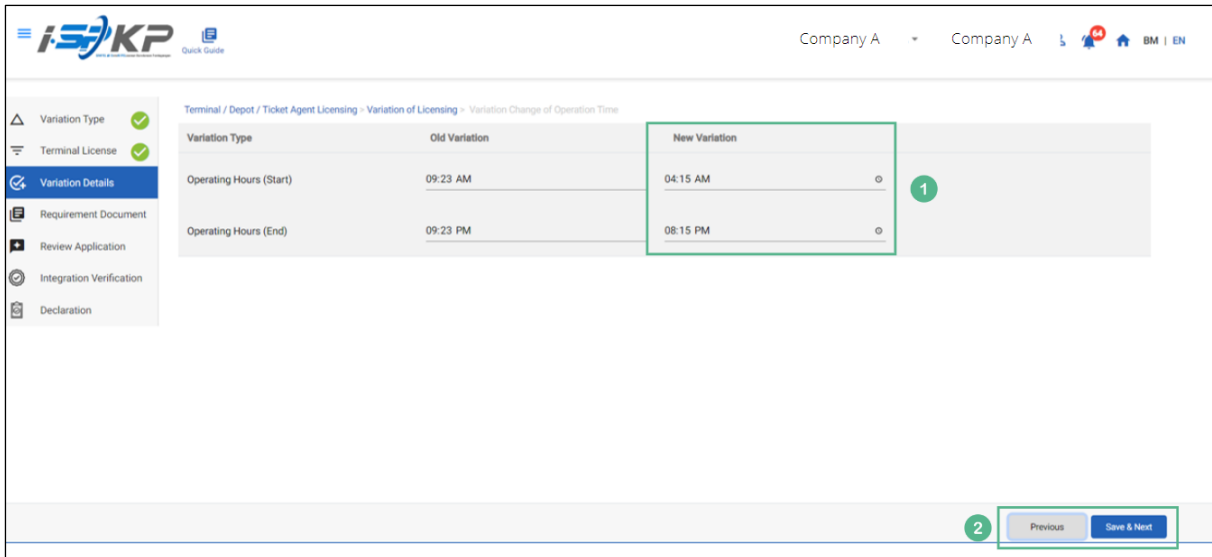 i-SPKP
Quick Guide
Company A
Company A
64
BM | EN
Variation Type
Terminal License
Variation Details
Requirement Document
Review Application
Integration Verification
Declaration
Terminal / Depot / Ticket Agent Licensing > Variation of Licensing > Variation Change of Operation Time
Variation Type Old Variation New Variation
Operating Hours (Start) 09:23 AM 04:15 AM
1
Operating Hours (End) 09:23 PM 08:15 PM
2
Previous Save & Next